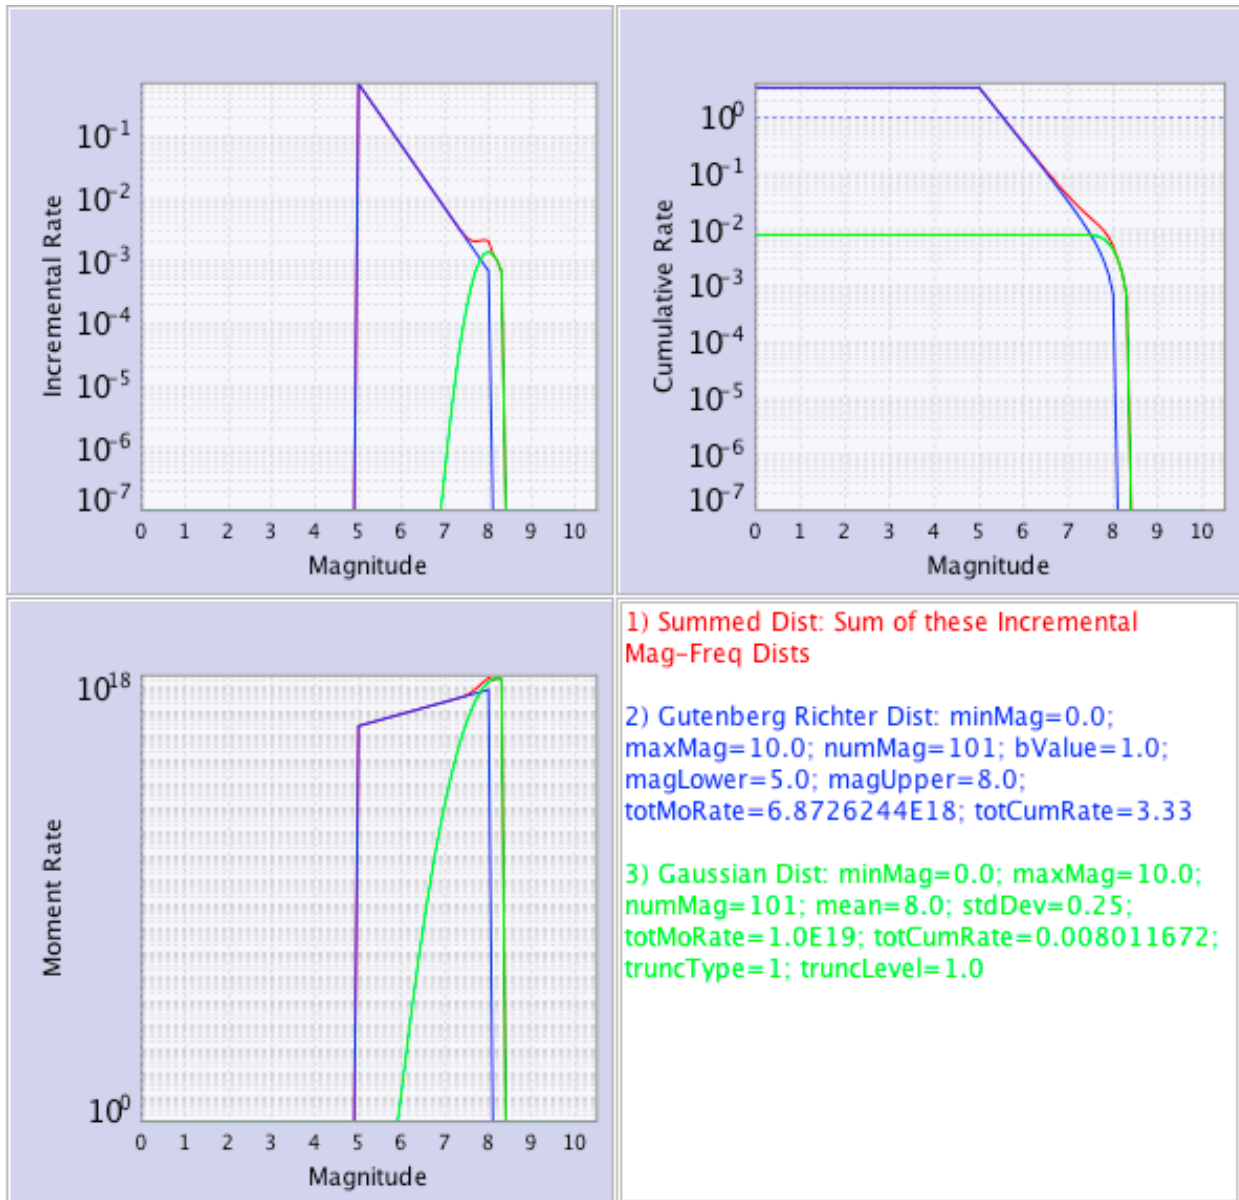 Incremental Rate
10^-1
10^-2
10^-3
10^-4
10^-5
10^-6
10^-7
0 1 2 3 4 5 6 7 8 9 10
Magnitude
Cumulative Rate
10^0
10^-1
10^-2
10^-3
10^-4
10^-5
10^-6
10^-7
0 1 2 3 4 5 6 7 8 9 10
Magnitude
Moment Rate
10^18
10^0
0 1 2 3 4 5 6 7 8 9 10
Magnitude
1) Summed Dist: Sum of these Incremental
Mag-Freq Dists
2) Gutenberg Richter Dist: minMag=0.0;
maxMag=10.0; numMag=101; bValue=1.0;
magLower=5.0; magUpper=8.0;
totMoRate=6.8726244E18; totCumRate=3.33
3) Gaussian Dist: minMag=0.0; maxMag=10.0;
numMag=101; mean=8.0; stdDev=0.25;
totMoRate=1.0E19; totCumRate=0.008011672;
truncType=1; truncLevel=1.0